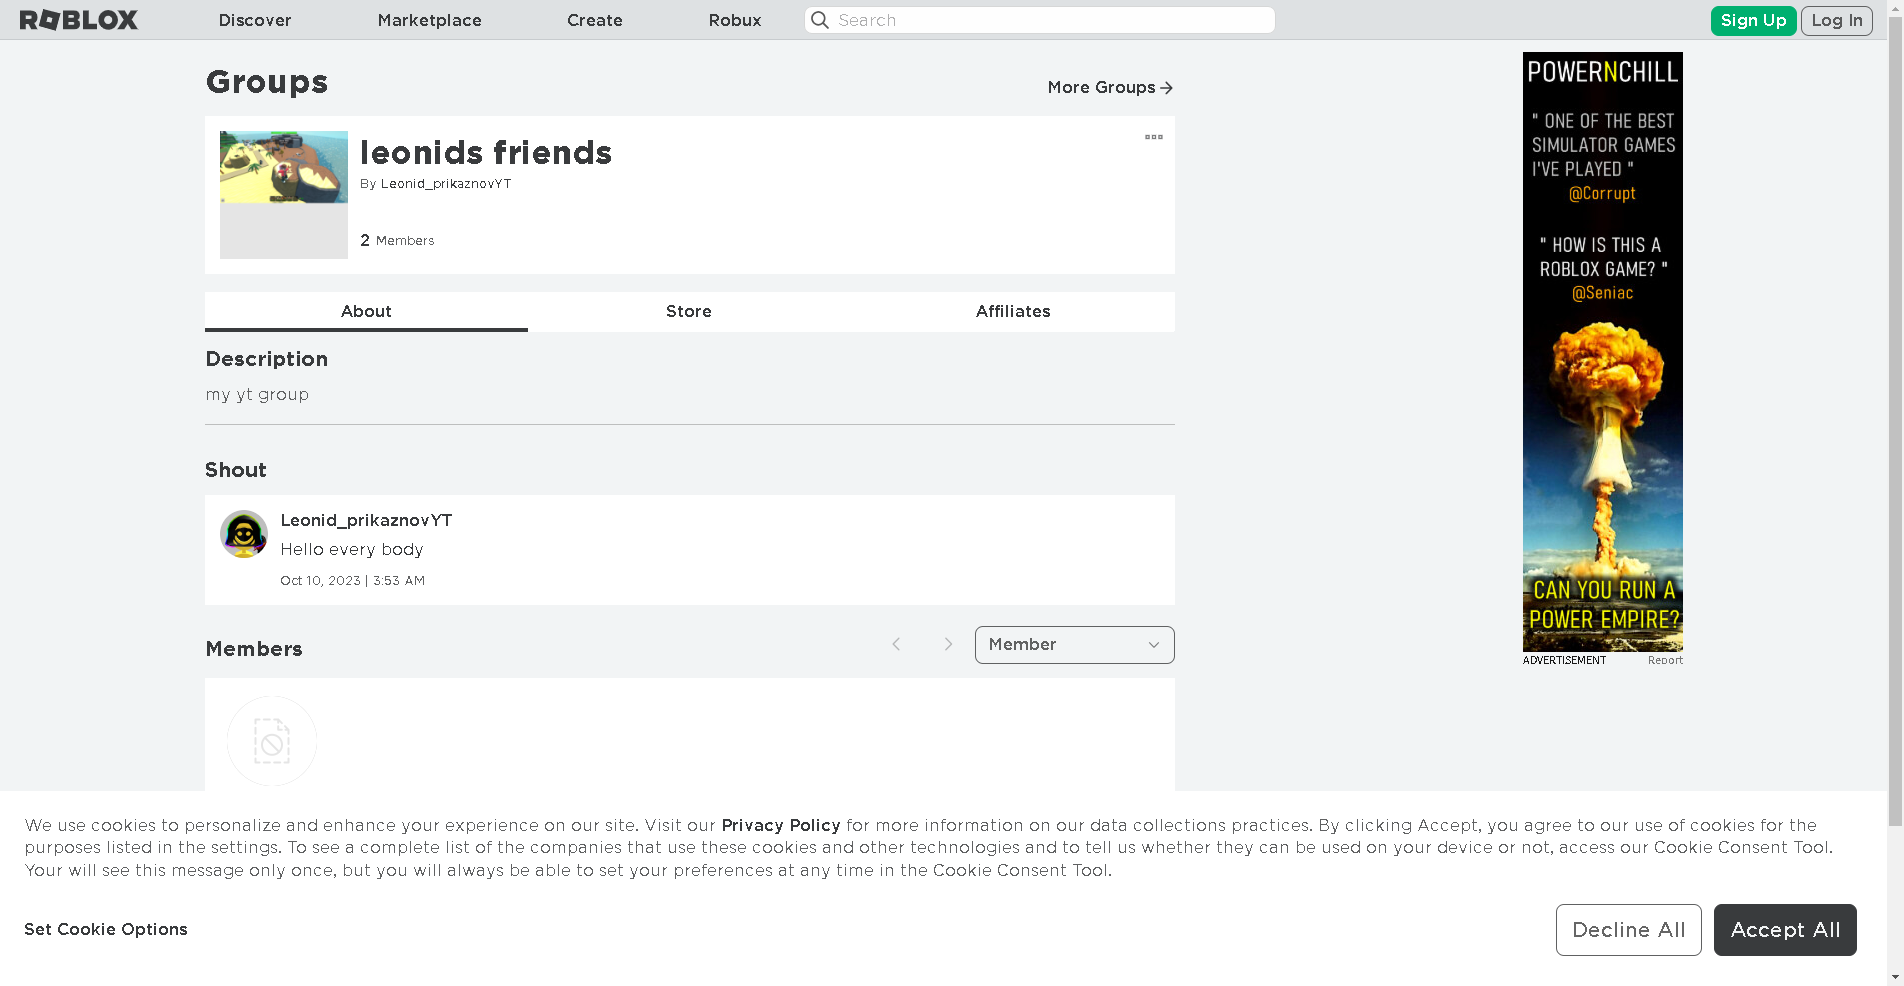 ROBLOX Discover Marketplace Create Robux Search Sign Up Log In
Groups
More Groups
leonids friends
By Leonid_prikaznovYT
2 Members
About Store Affiliates
Description
my yt group
Shout
Leonid_prikaznovYT
Hello every body
Oct 10, 2023 | 3:53 AM
Members
Member
POWERNCHILL
" ONE OF THE BEST
SIMULATOR GAMES
I'VE PLAYED "
@Corrupt
" HOW IS THIS A
ROBLOX GAME? "
@Seniac
CAN YOU RUN A
POWER EMPIRE?
ADVERTISEMENT Report
We use cookies to personalize and enhance your experience on our site. Visit our Privacy Policy for more information on our data collections practices. By clicking Accept, you agree to our use of cookies for the
purposes listed in the settings. To see a complete list of the companies that use these cookies and other technologies and to tell us whether they can be used on your device or not, access our Cookie Consent Tool.
Your will see this message only once, but you will always be able to set your preferences at any time in the Cookie Consent Tool.
Set Cookie Options
Decline All Accept All